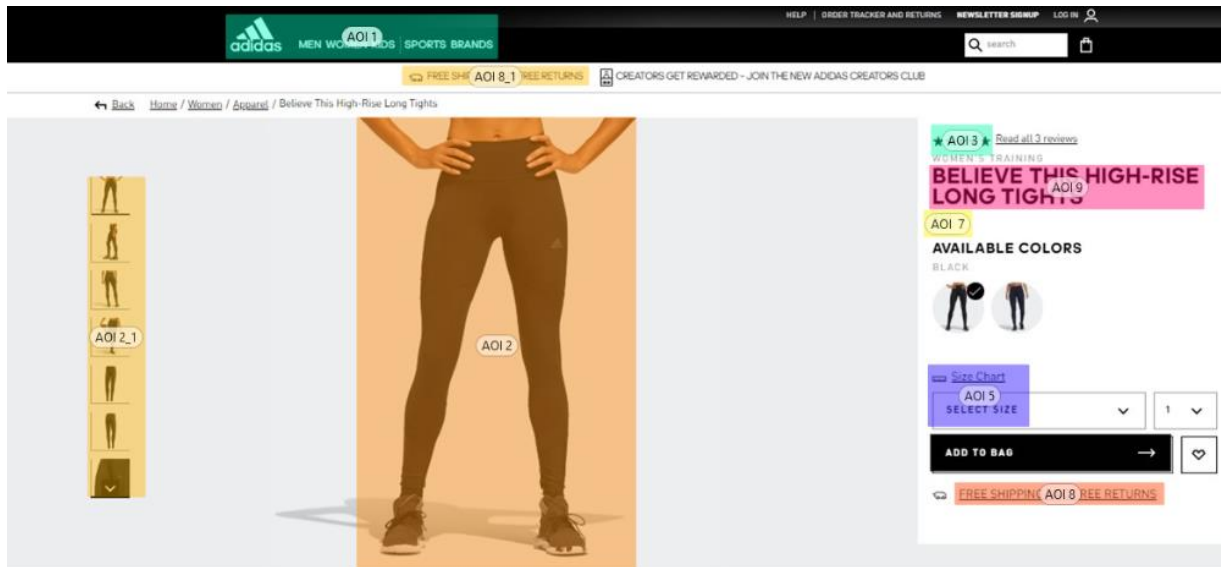 HELP | ORDER TRACKER AND RETURNS NEWSLETTER SIGNUP LOG IN
adidas MEN WOMEN KIDS | SPORTS BRANDS
AOI 1
search
FREE SHI AOI 8_1 REE RETURNS
CREATORS GET REWARDED - JOIN THE NEW ADIDAS CREATORS CLUB
Back Home / Women / Apparel / Believe This High-Rise Long Tights
AOI 3 Read all 3 reviews
WOMEN'S TRAINING
BELIEVE THIS HIGH-RISE
LONG TIGHTS
AOI 9
AOI 7
AVAILABLE COLORS
BLACK
AOI 2_1
AOI 2
Size Chart
AOI 5
SELECT SIZE
1
ADD TO BAG
FREE SHIPPING AOI 8 REE RETURNS